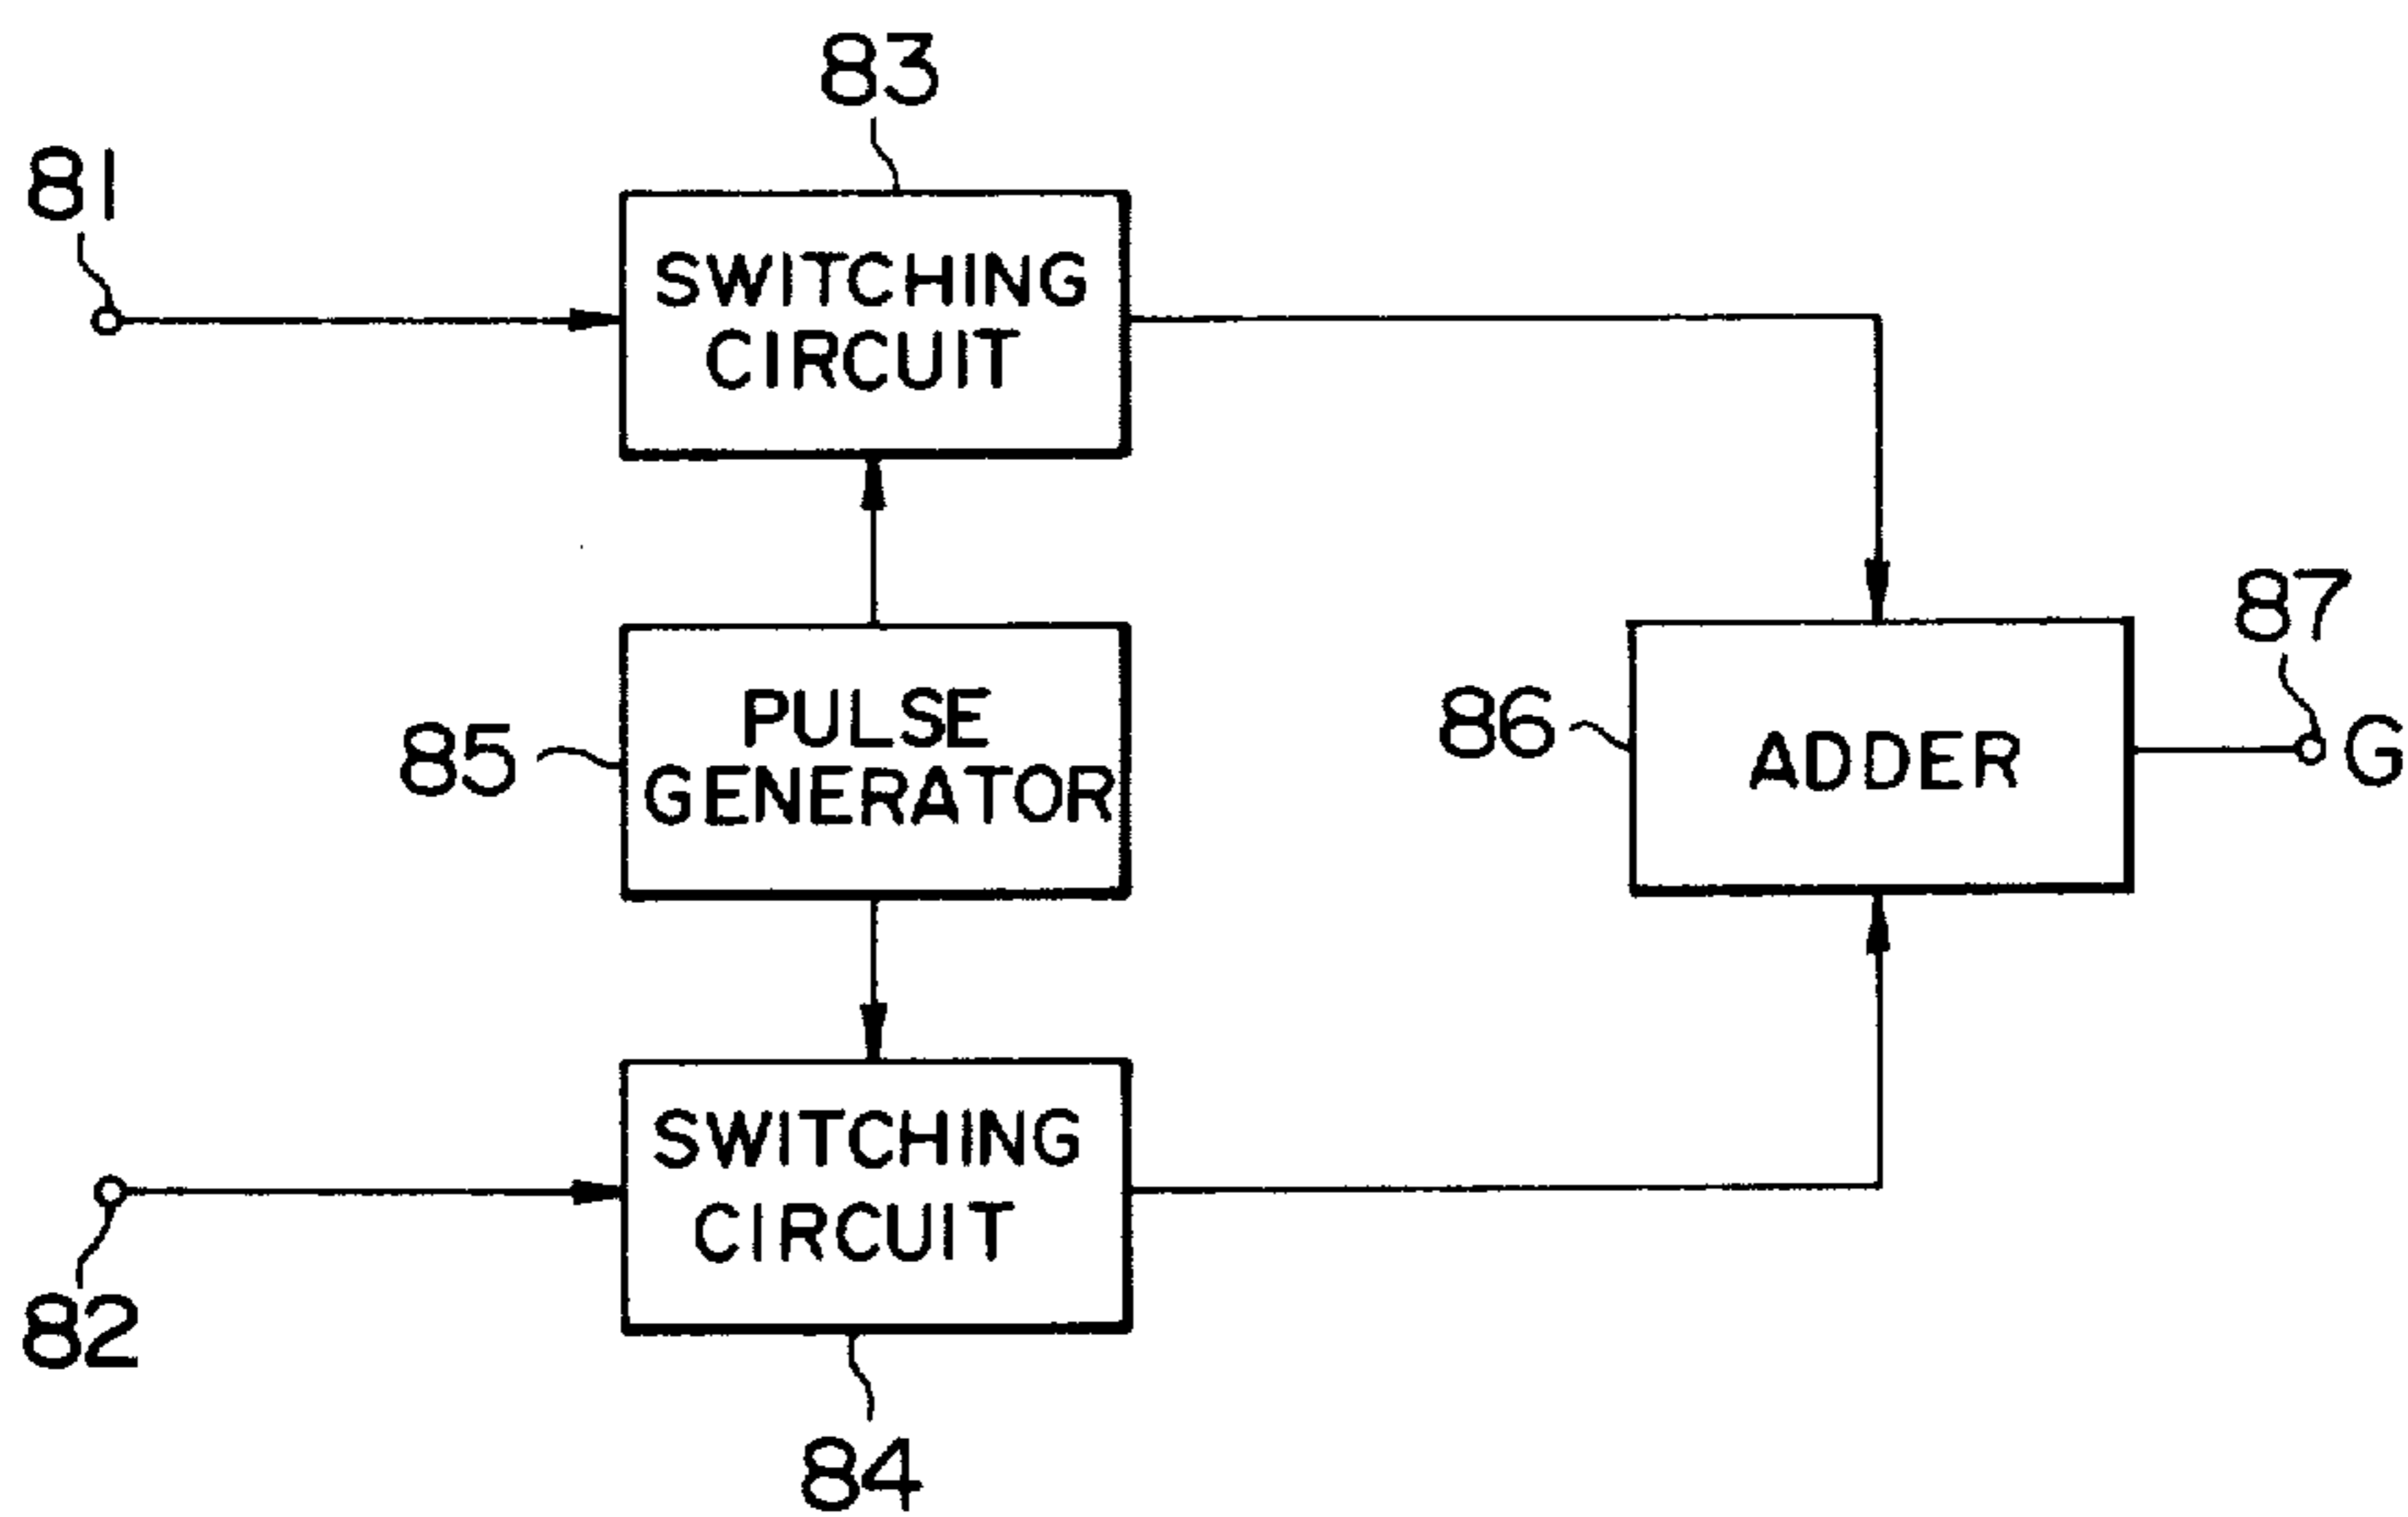 83
81
SWITCHING
CIRCUIT
87
85
PULSE
GENERATOR
86
ADDER
G
SWITCHING
CIRCUIT
82
84